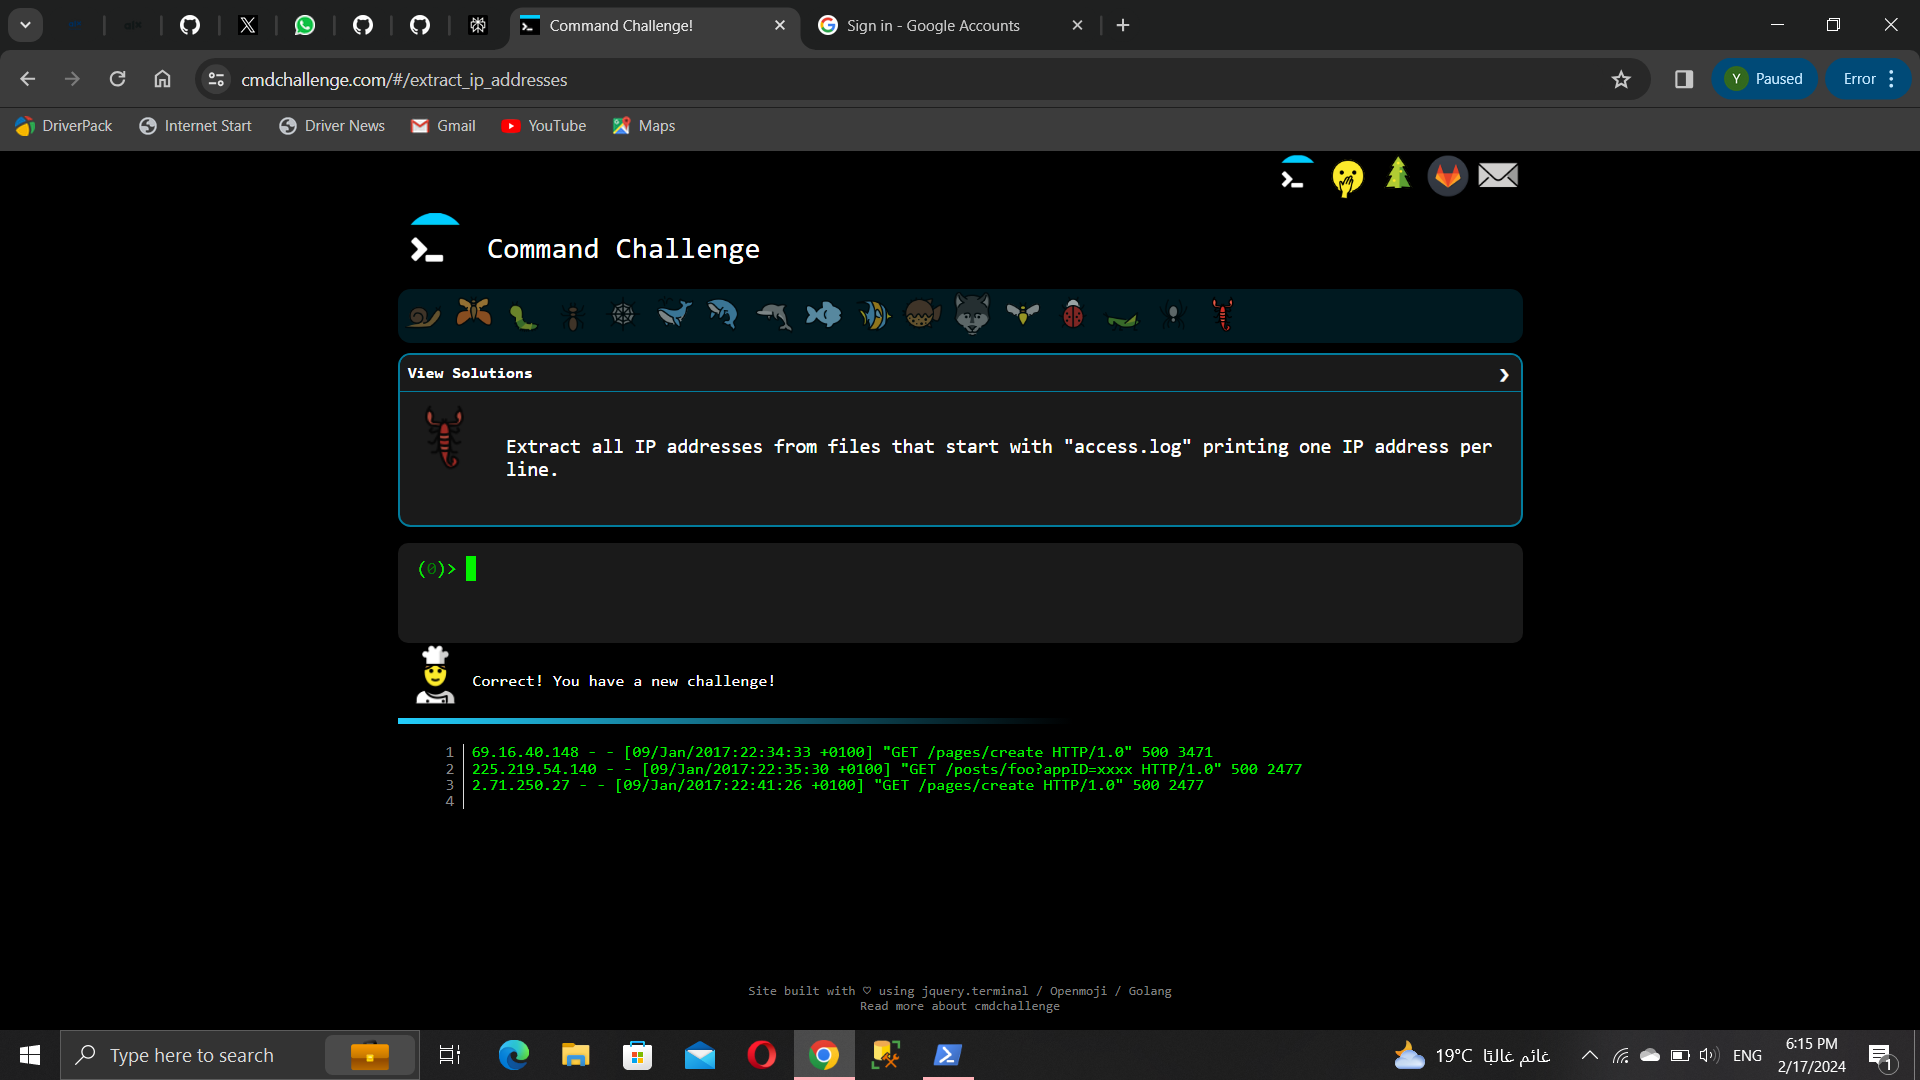 Command Challenge!
Sign in - Google Accounts
cmdchallenge.com/#/extract_ip_addresses
Y Paused
Error
DriverPack
Internet Start
Driver News
Gmail
YouTube
Maps
Command Challenge
View Solutions
Extract all IP addresses from files that start with "access.log" printing one IP address per
line.
(0)>
Correct! You have a new challenge!
1 69.16.40.148 - - [09/Jan/2017:22:34:33 +0100] "GET /pages/create HTTP/1.0" 500 3471
2 225.219.54.140 - - [09/Jan/2017:22:35:30 +0100] "GET /posts/foo?appID=xxxx HTTP/1.0" 500 2477
3 2.71.250.27 - - [09/Jan/2017:22:41:26 +0100] "GET /pages/create HTTP/1.0" 500 2477
4
Site built with ♡ using jquery.terminal / Openmoji / Golang
Read more about cmdchallenge
Type here to search
19°C غائم غالبًا
ENG
6:15 PM
2/17/2024
1